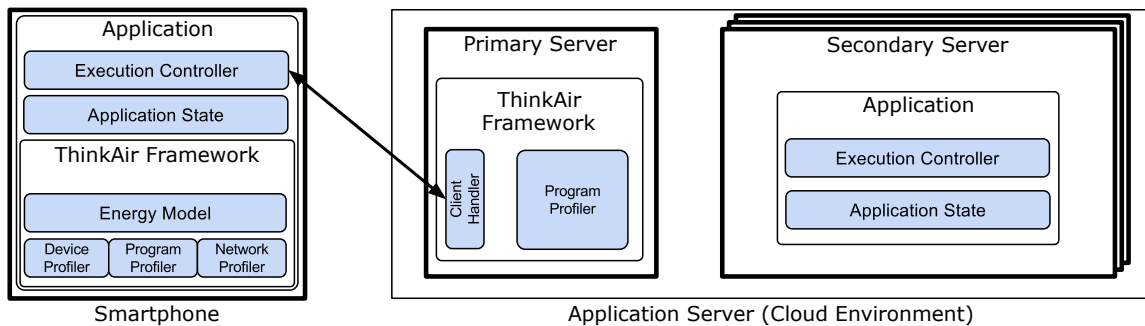 Application
Execution Controller
Application State
ThinkAir Framework
Energy Model
Device
Profiler
Program
Profiler
Network
Profiler
Smartphone
Primary Server
ThinkAir
Framework
Client
Handler
Program
Profiler
Secondary Server
Application
Execution Controller
Application State
Application Server (Cloud Environment)